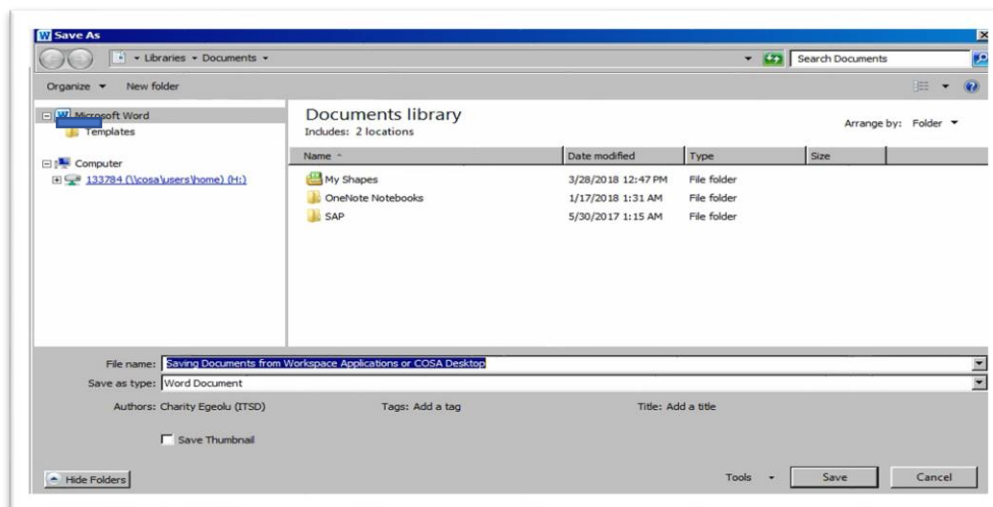 Save As
Libraries Documents
Search Documents
Organize New folder
Microsoft Word
Templates
Computer
133784 (\\cosa\users\home) (H:)
Documents library
Includes: 2 locations
Arrange by: Folder
Name Date modified Type Size
My Shapes 3/28/2018 12:47 PM File folder
OneNote Notebooks 1/17/2018 1:31 AM File folder
SAP 5/30/2017 1:15 AM File folder
File name: Saving Documents from Workspace Applications or COSA Desktop
Save as type: Word Document
Authors: Charity Egeolu (ITSD) Tags: Add a tag Title: Add a title
Save Thumbnail
Hide Folders Tools Save Cancel